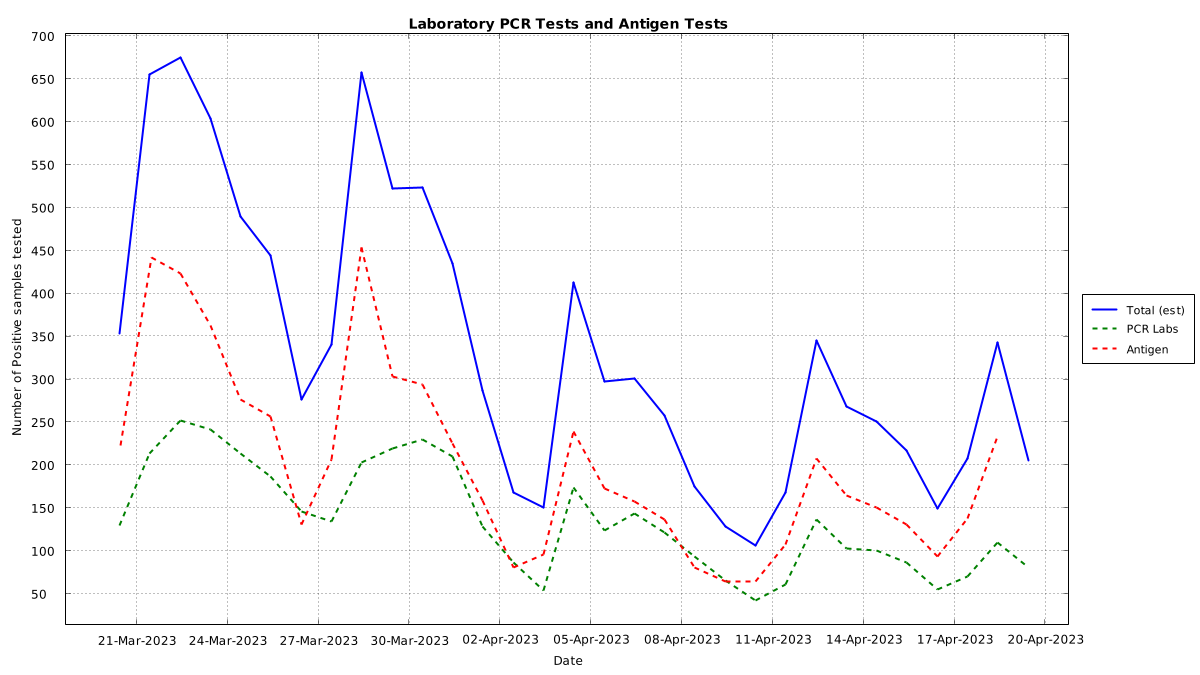 Laboratory PCR Tests and Antigen Tests
700
650
600
550
500
450
400
350
300
250
200
150
100
50
Number of Positive samples tested
21-Mar-2023 24-Mar-2023 27-Mar-2023 30-Mar-2023 02-Apr-2023 05-Apr-2023 08-Apr-2023 11-Apr-2023 14-Apr-2023 17-Apr-2023 20-Apr-2023
Date
Total (est)
PCR Labs
Antigen